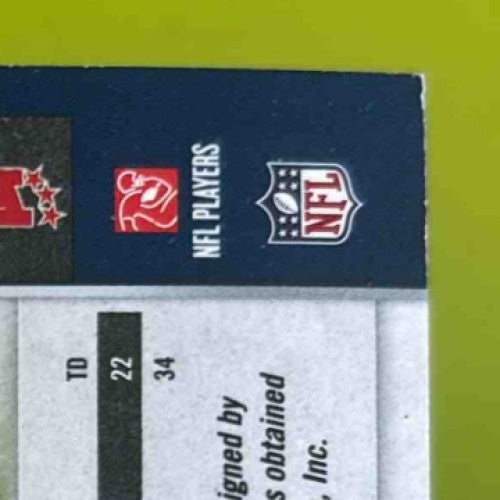 NFL PLAYERS
NFL
TD
22
34
igned by
s obtained
, Inc.